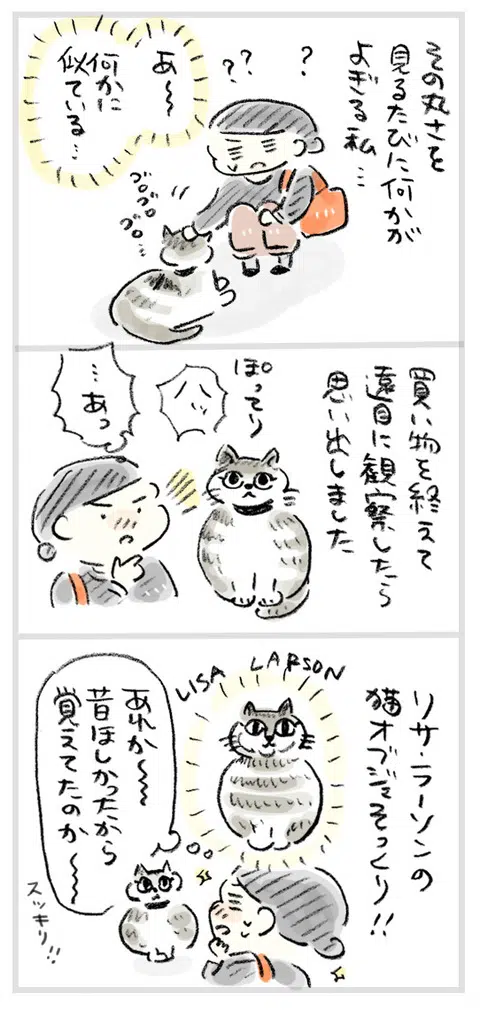 その丸さを
見るたびに何かが
よぎる私…
？
？？
あ〜〜
何かに
似ている…
ゴロゴロ
ゴロ…
買い物を終えて
遠目に観察したら
思い出しました
ぽってり
…あっ
リサ・ラーソンの
猫オブジェそっくり!!
LISA LARSON
あれか〜〜
昔ほしかったから
覚えてたのか〜〜
スッキリ!!